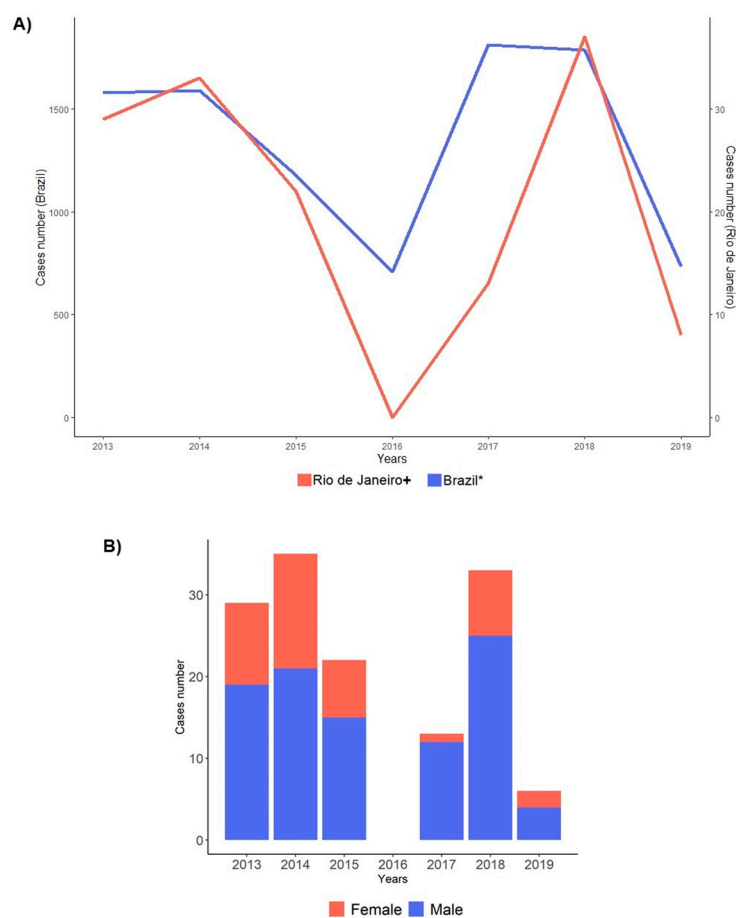 A)
Cases number (Brazil)
1500
1000
500
0
30
20
10
0
Cases number (Rio de Janeiro)
2013 2014 2015 2016 2017 2018 2019
Years
Rio de Janeiro+ Brazil*
B)
Cases number
30
20
10
0
2013 2014 2015 2016 2017 2018 2019
Years
Female Male